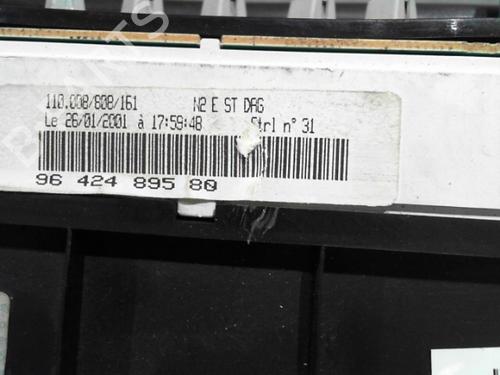 110.008/808/161 N2 E ST DAG
Le 26/01/2001 à 17:59:48 Ctrl n° 31
96 424 895 80